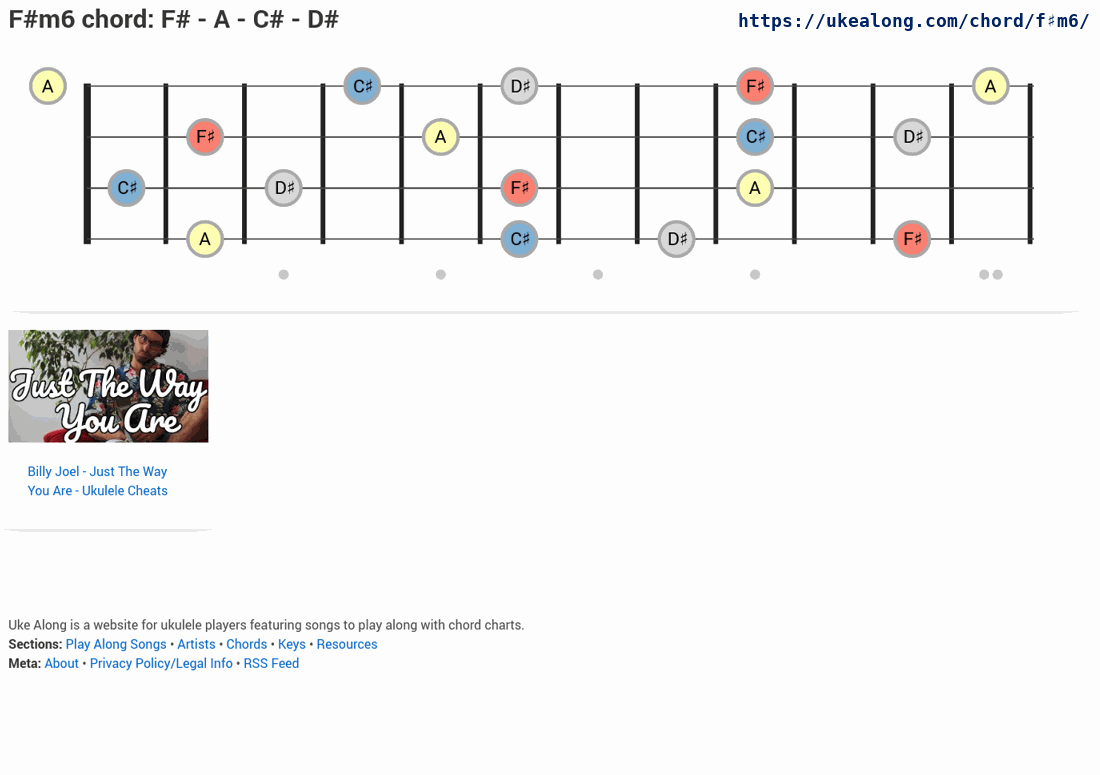 F#m6 chord: F# - A - C# - D#
https://ukealong.com/chord/f♯m6/
A C♯ D♯ F♯ A
F♯ A C♯ D♯
C♯ D♯ F♯ A
A C♯ D♯ F♯
Just The Way
You Are
Billy Joel - Just The Way
You Are - Ukulele Cheats
Uke Along is a website for ukulele players featuring songs to play along with chord charts.
Sections: Play Along Songs • Artists • Chords • Keys • Resources
Meta: About • Privacy Policy/Legal Info • RSS Feed